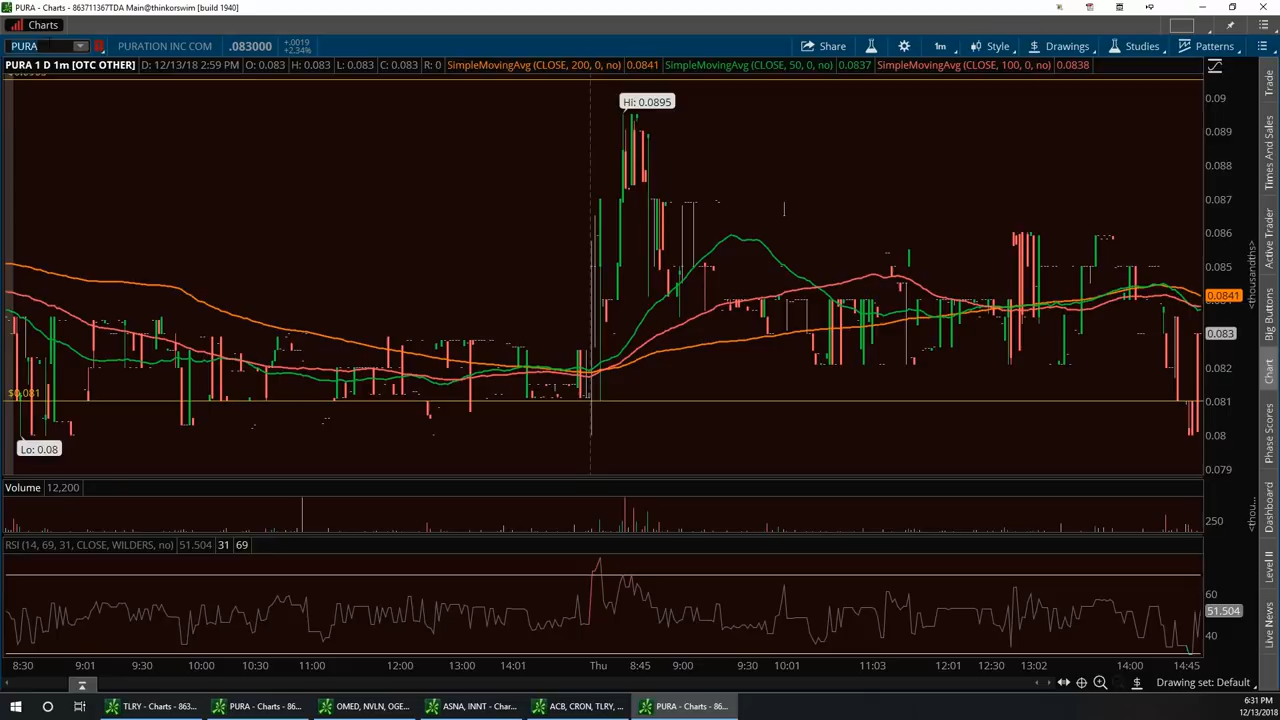 PURA - Charts - 863711367TDA Main@thinkorswim [build 1940]
Charts
PURA PURATION INC COM .083000 +.0019 +2.34% Share 1m Style Drawings Studies Patterns
PURA 1 D 1m [OTC OTHER] D: 12/13/18 2:59 PM O: 0.083 H: 0.083 L: 0.083 C: 0.083 R: 0 SimpleMovingAvg (CLOSE, 200, 0, no) 0.0841 SimpleMovingAvg (CLOSE, 50, 0, no) 0.0837 SimpleMovingAvg (CLOSE, 100, 0, no) 0.0838
Hi: 0.0895
0.09
0.089
0.088
0.087
0.086
0.085
0.0841
0.083
0.082
0.081
0.08
0.079
<thousandths>
$0.081
Lo: 0.08
Volume 12,200
250
<thou...
RSI (14, 69, 31, CLOSE, WILDERS, no) 51.504 31 69
60
51.504
40
8:30 9:01 9:30 10:00 10:30 11:00 12:00 13:00 14:01 Thu 8:45 9:00 9:30 10:01 11:03 12:01 12:30 13:02 14:00 14:45
Drawing set: Default
Trade
Times And Sales
Active Trader
Big Buttons
Chart
Phase Scores
Dashboard
Level II
Live News
TLRY - Charts - 863...
PURA - Charts - 86...
OMED, NVLN, OGE...
ASNA, INNT - Char...
6CB, CRON, TLRY, ...
PURA - Charts - 86...
6:31 PM
12/13/2018